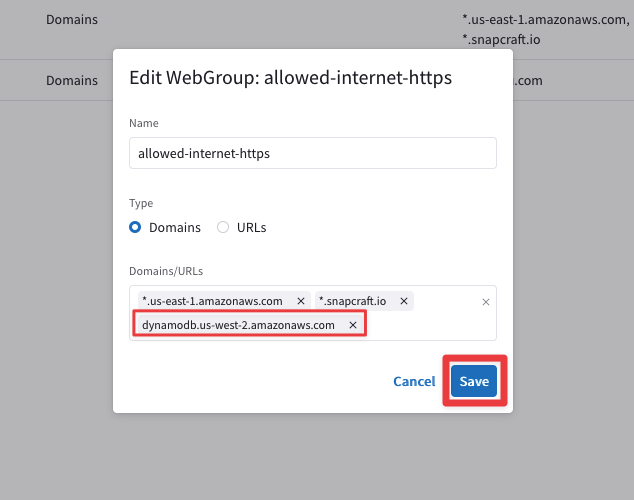 Domains
*.us-east-1.amazonaws.com,
*.snapcraft.io
Domains
.com
Edit WebGroup: allowed-internet-https
Name
allowed-internet-https
Type
Domains URLs
Domains/URLs
*.us-east-1.amazonaws.com *.snapcraft.io
dynamodb.us-west-2.amazonaws.com
Cancel Save